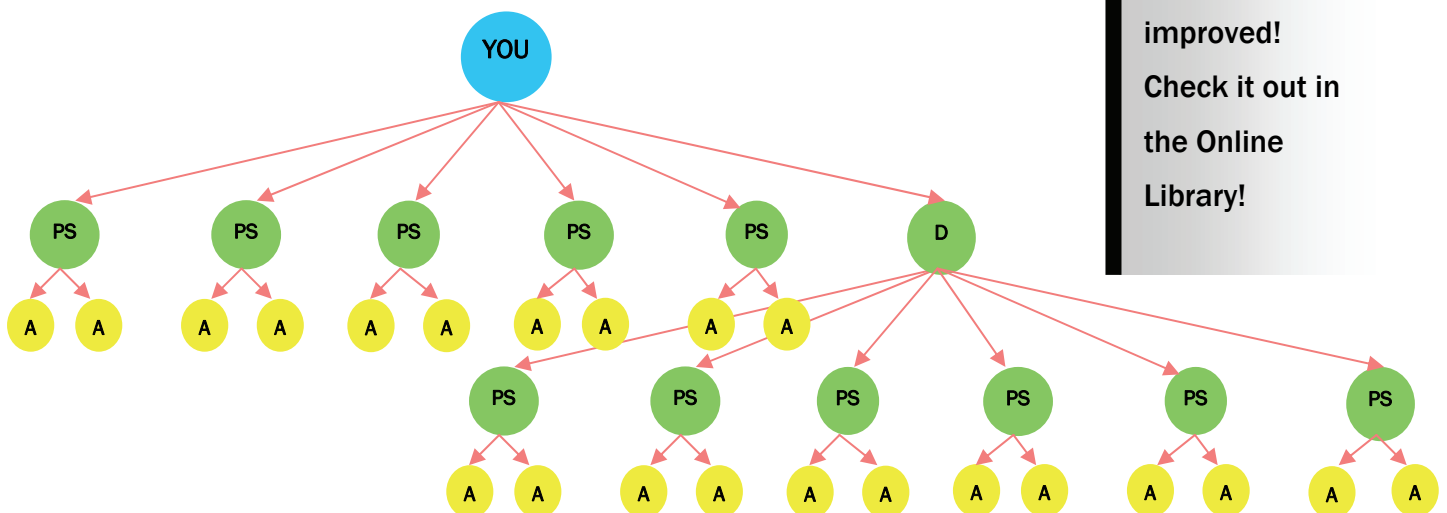 YOU
improved!
Check it out in
the Online
Library!
PS PS PS PS PS D
A A A A A A A A A A
PS PS PS PS PS PS
A A A A A A A A A A A A